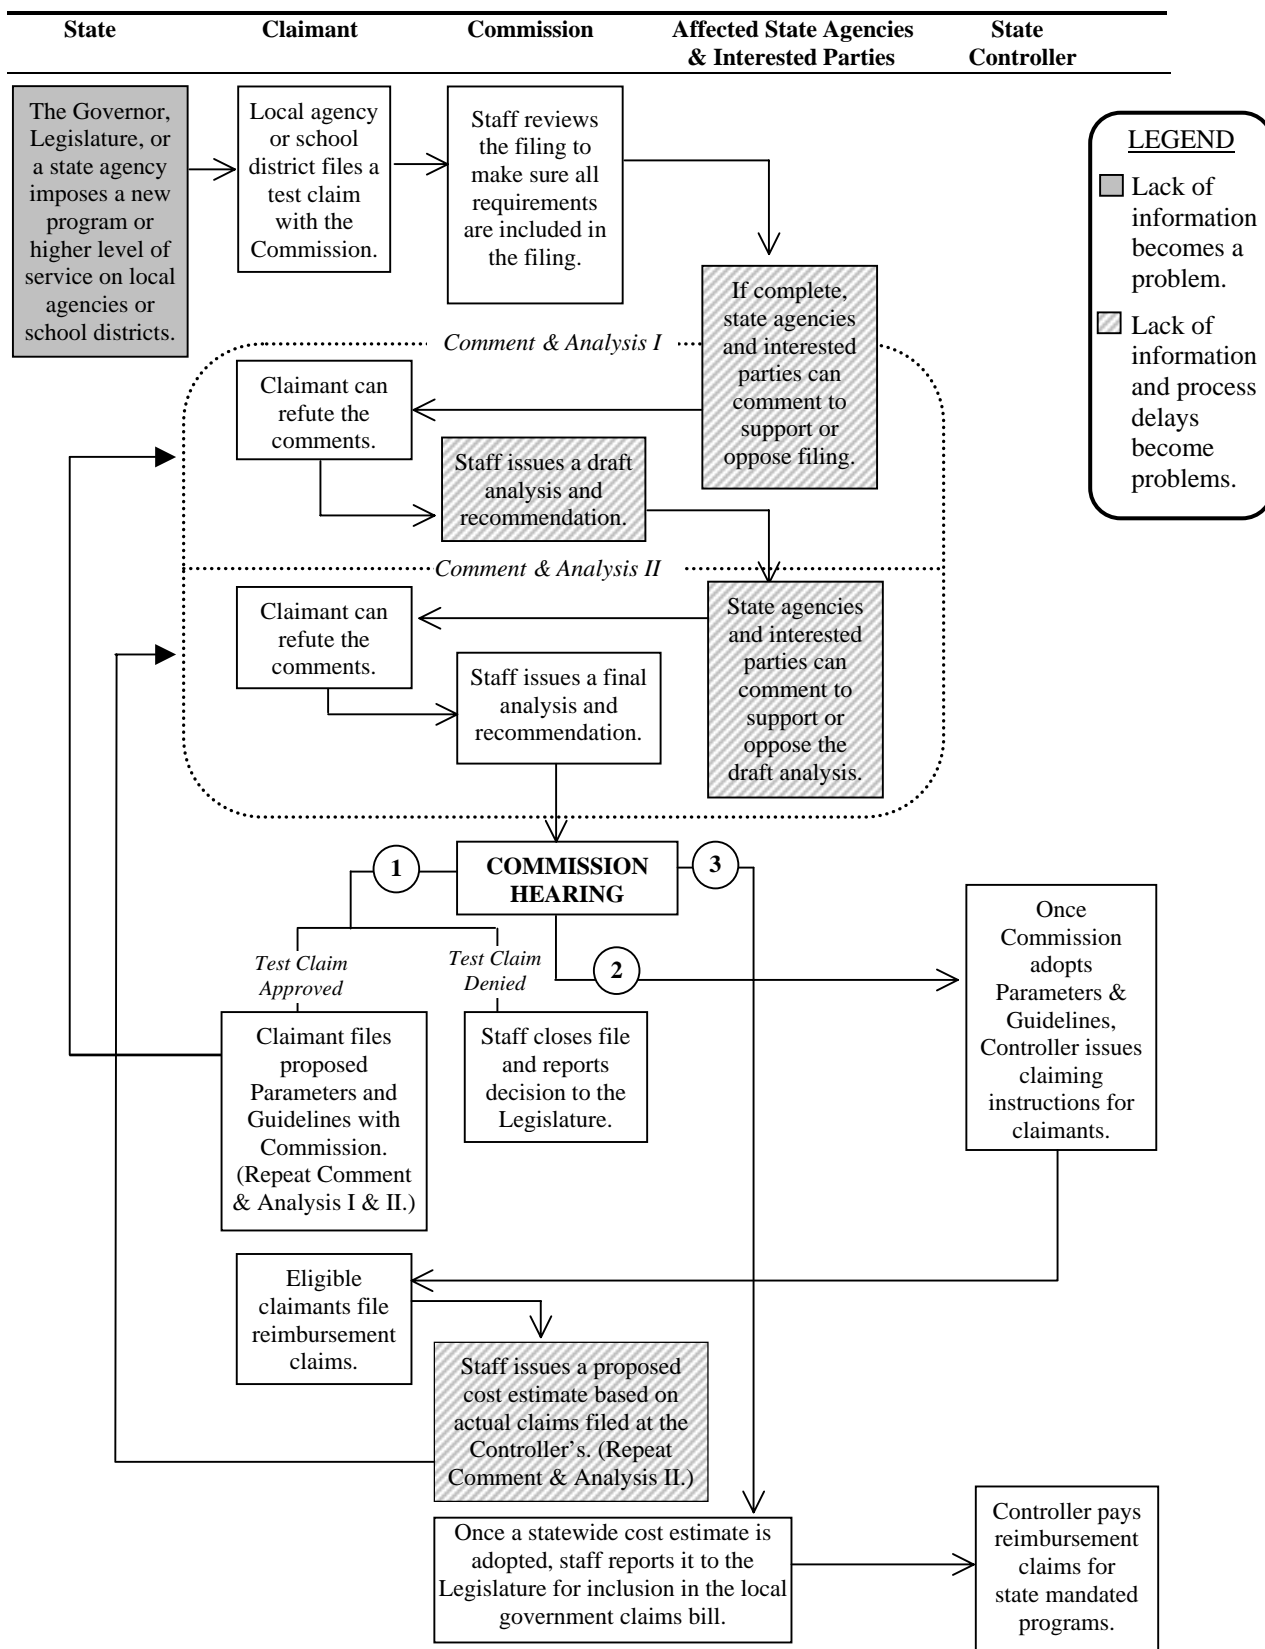 State
Claimant
Commission
Affected State Agencies
& Interested Parties
State
Controller
The Governor,
Legislature, or
a state agency
imposes a new
program or
higher level of
service on local
agencies or
school districts.
Local agency
or school
district files a
test claim
with the
Commission.
Staff reviews
the filing to
make sure all
requirements
are included in
the filing.
If complete,
state agencies
and interested
parties can
comment to
support or
oppose filing.
LEGEND
Lack of
information
becomes a
problem.
Lack of
information
and process
delays
become
problems.
Comment & Analysis I
Claimant can
refute the
comments.
Staff issues a draft
analysis and
recommendation.
Comment & Analysis II
Claimant can
refute the
comments.
State agencies
and interested
parties can
comment to
support or
oppose the
draft analysis.
Staff issues a final
analysis and
recommendation.
COMMISSION
HEARING
1
3
2
Test Claim
Approved
Test Claim
Denied
Claimant files
proposed
Parameters and
Guidelines with
Commission.
(Repeat Comment
& Analysis I & II.)
Staff closes file
and reports
decision to the
Legislature.
Once
Commission
adopts
Parameters &
Guidelines,
Controller issues
claiming
instructions for
claimants.
Eligible
claimants file
reimbursement
claims.
Staff issues a proposed
cost estimate based on
actual claims filed at the
Controller's. (Repeat
Comment & Analysis II.)
Once a statewide cost estimate is
adopted, staff reports it to the
Legislature for inclusion in the local
government claims bill.
Controller pays
reimbursement
claims for
state mandated
programs.